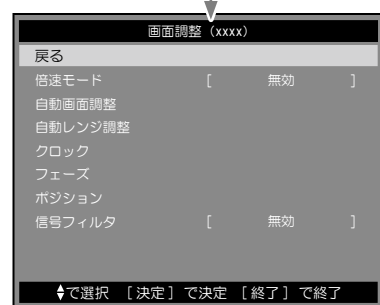 画面調整（xxxx）
戻る
倍速モード [ 無効 ]
自動画面調整
自動レンジ調整
クロック
フェーズ
ポジション
信号フィルタ [ 無効 ]
♦で選択 ［決定］で決定 ［終了］で終了